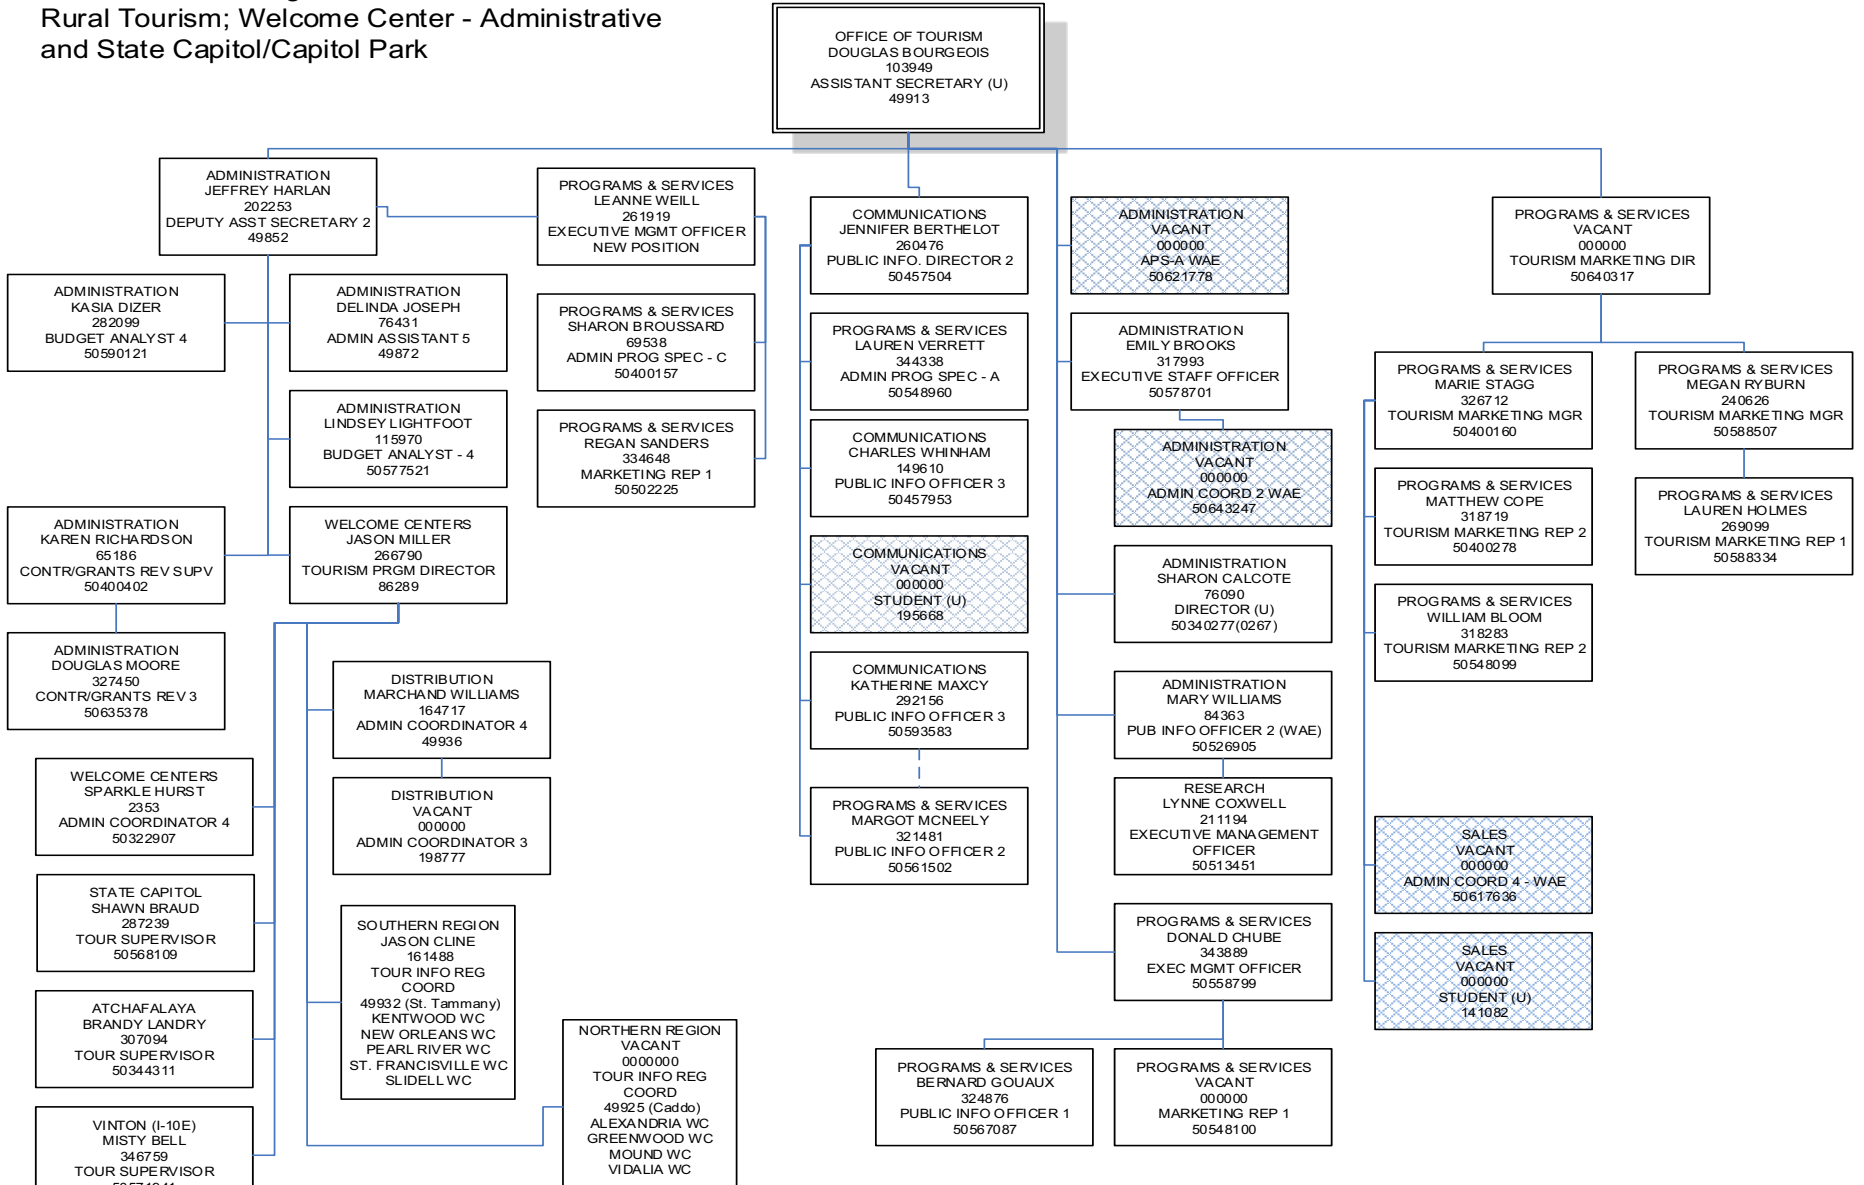 Rural Tourism; Welcome Center - Administrative
and State Capitol/Capitol Park
OFFICE OF TOURISM
DOUGLAS BOURGEOIS
103949
ASSISTANT SECRETARY (U)
49913
ADMINISTRATION
JEFFREY HARLAN
202253
DEPUTY ASST SECRETARY 2
49852
PROGRAMS & SERVICES
LEANNE WEILL
261919
EXECUTIVE MGMT OFFICER
NEW POSITION
COMMUNICATIONS
JENNIFER BERTHELOT
260476
PUBLIC INFO. DIRECTOR 2
50457504
ADMINISTRATION
VACANT
000000
APS-A WAE
50621778
PROGRAMS & SERVICES
VACANT
000000
TOURISM MARKETING DIR
50640317
ADMINISTRATION
KASIA DIZER
282099
BUDGET ANALYST 4
50590121
ADMINISTRATION
DELINDA JOSEPH
76431
ADMIN ASSISTANT 5
49872
PROGRAMS & SERVICES
SHARON BROUSSARD
69538
ADMIN PROG SPEC - C
50400157
PROGRAMS & SERVICES
LAUREN VERRETT
344338
ADMIN PROG SPEC - A
50548960
ADMINISTRATION
EMILY BROOKS
317993
EXECUTIVE STAFF OFFICER
50578701
PROGRAMS & SERVICES
MARIE STAGG
326712
TOURISM MARKETING MGR
50400160
PROGRAMS & SERVICES
MEGAN RYBURN
240626
TOURISM MARKETING MGR
50588507
ADMINISTRATION
LINDSEY LIGHTFOOT
115970
BUDGET ANALYST - 4
50577521
PROGRAMS & SERVICES
REGAN SANDERS
334648
MARKETING REP 1
50502225
COMMUNICATIONS
CHARLES WHINHAM
149610
PUBLIC INFO OFFICER 3
50457953
ADMINISTRATION
VACANT
000000
ADMIN COORD 2 WAE
50643247
PROGRAMS & SERVICES
MATTHEW COPE
318719
TOURISM MARKETING REP 2
50400278
PROGRAMS & SERVICES
LAUREN HOLMES
269099
TOURISM MARKETING REP 1
50588334
ADMINISTRATION
KAREN RICHARDSON
65186
CONTR/GRANTS REV SUPV
50400402
WELCOME CENTERS
JASON MILLER
266790
TOURISM PRGM DIRECTOR
86289
COMMUNICATIONS
VACANT
000000
STUDENT (U)
195668
ADMINISTRATION
SHARON CALCOTE
76090
DIRECTOR (U)
50340277(0267)
PROGRAMS & SERVICES
WILLIAM BLOOM
318283
TOURISM MARKETING REP 2
50548099
ADMINISTRATION
DOUGLAS MOORE
327450
CONTR/GRANTS REV 3
50635378
DISTRIBUTION
MARCHAND WILLIAMS
164717
ADMIN COORDINATOR 4
49936
COMMUNICATIONS
KATHERINE MAXCY
292156
PUBLIC INFO OFFICER 3
50593583
ADMINISTRATION
MARY WILLIAMS
84363
PUB INFO OFFICER 2 (WAE)
50526905
WELCOME CENTERS
SPARKLE HURST
2353
ADMIN COORDINATOR 4
50322907
DISTRIBUTION
VACANT
000000
ADMIN COORDINATOR 3
198777
PROGRAMS & SERVICES
MARGOT MCNEELY
321481
PUBLIC INFO OFFICER 2
50561502
RESEARCH
LYNNE COXWELL
211194
EXECUTIVE MANAGEMENT
OFFICER
50513451
SALES
VACANT
000000
ADMIN COORD 4 - WAE
50617636
STATE CAPITOL
SHAWN BRAUD
287239
TOUR SUPERVISOR
50568109
SOUTHERN REGION
JASON CLINE
161488
TOUR INFO REG
COORD
49932 (St. Tammany)
KENTWOOD WC
NEW ORLEANS WC
PEARL RIVER WC
ST. FRANCISVILLE WC
SLIDELL WC
PROGRAMS & SERVICES
DONALD CHUBE
343889
EXEC MGMT OFFICER
50558799
SALES
VACANT
000000
STUDENT (U)
141082
ATCHAFALAYA
BRANDY LANDRY
307094
TOUR SUPERVISOR
50344311
NORTHERN REGION
VACANT
0000000
TOUR INFO REG
COORD
49925 (Caddo)
ALEXANDRIA WC
GREENWOOD WC
MOUND WC
VIDALIA WC
PROGRAMS & SERVICES
BERNARD GOUAUX
324876
PUBLIC INFO OFFICER 1
50567087
PROGRAMS & SERVICES
VACANT
000000
MARKETING REP 1
50548100
VINTON (I-10E)
MISTY BELL
346759
TOUR SUPERVISOR